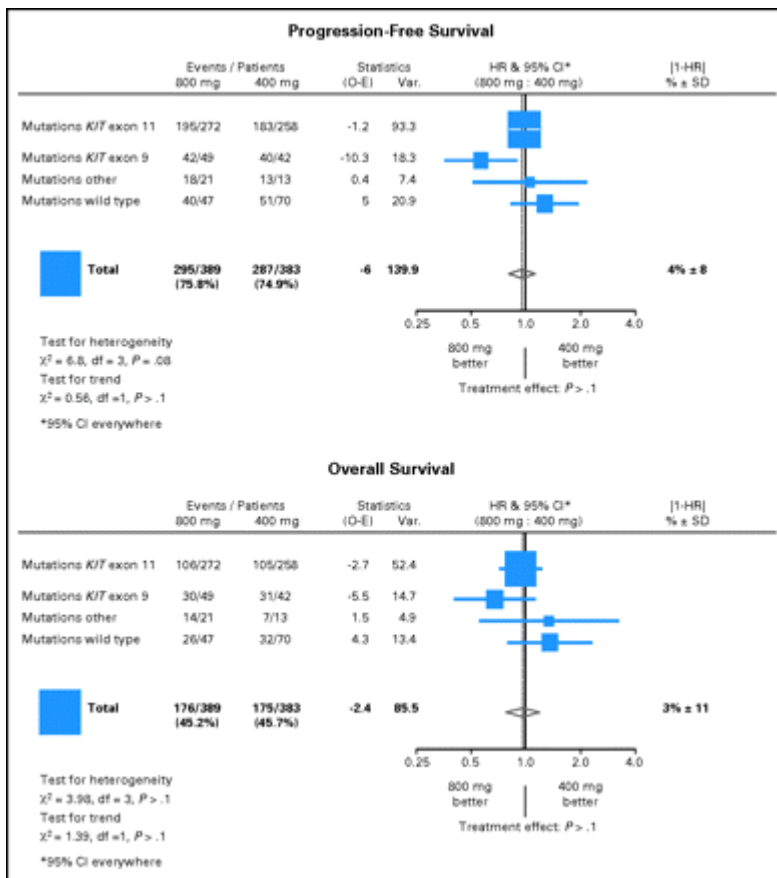 Progression-Free Survival
Events / Patients Statistics HR & 95% CI* |1-HR|
800 mg 400 mg (O-E) Var. (800 mg : 400 mg) % ± SD
Mutations KIT exon 11 195/272 183/258 -1.2 93.3
Mutations KIT exon 9 42/49 40/42 -10.3 18.3
Mutations other 18/21 13/13 0.4 7.4
Mutations wild type 40/47 51/70 5 20.9
Total 295/389 287/383 -6 139.9 4% ± 8
(75.8%) (74.9%)
0.25 0.5 1.0 2.0 4.0
Test for heterogeneity
χ² = 6.8, df = 3, P = .08
Test for trend
χ² = 0.56, df =1, P > .1
*95% CI everywhere
800 mg 400 mg
better better
Treatment effect: P > .1
Overall Survival
Events / Patients Statistics HR & 95% CI* |1-HR|
800 mg 400 mg (O-E) Var. (800 mg : 400 mg) % ± SD
Mutations KIT exon 11 106/272 105/258 -2.7 52.4
Mutations KIT exon 9 30/49 31/42 -5.5 14.7
Mutations other 14/21 7/13 1.5 4.9
Mutations wild type 26/47 32/70 4.3 13.4
Total 176/389 175/383 -2.4 85.5 3% ± 11
(45.2%) (45.7%)
0.25 0.5 1.0 2.0 4.0
Test for heterogeneity
χ² = 3.98, df = 3, P > .1
Test for trend
χ² = 1.39, df =1, P > .1
*95% CI everywhere
800 mg 400 mg
better better
Treatment effect: P > .1